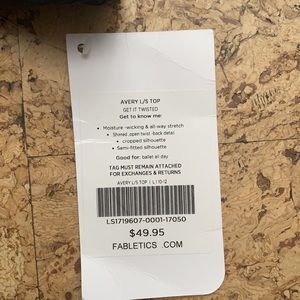 AVERY L/S TOP
GET IT TWISTED
Get to know me:
• Moisture -wicking & all-way stretch
• Shirred ,open twist -back detail
• cropped silhouette
• Semi-fitted silhouette
Good for: ballet all day
TAG MUST REMAIN ATTACHED
FOR EXCHANGES & RETURNS
AVERY L/S TOP | L | 10-12
LS1719607-0001-17050
$49.95
FABLETICS .COM